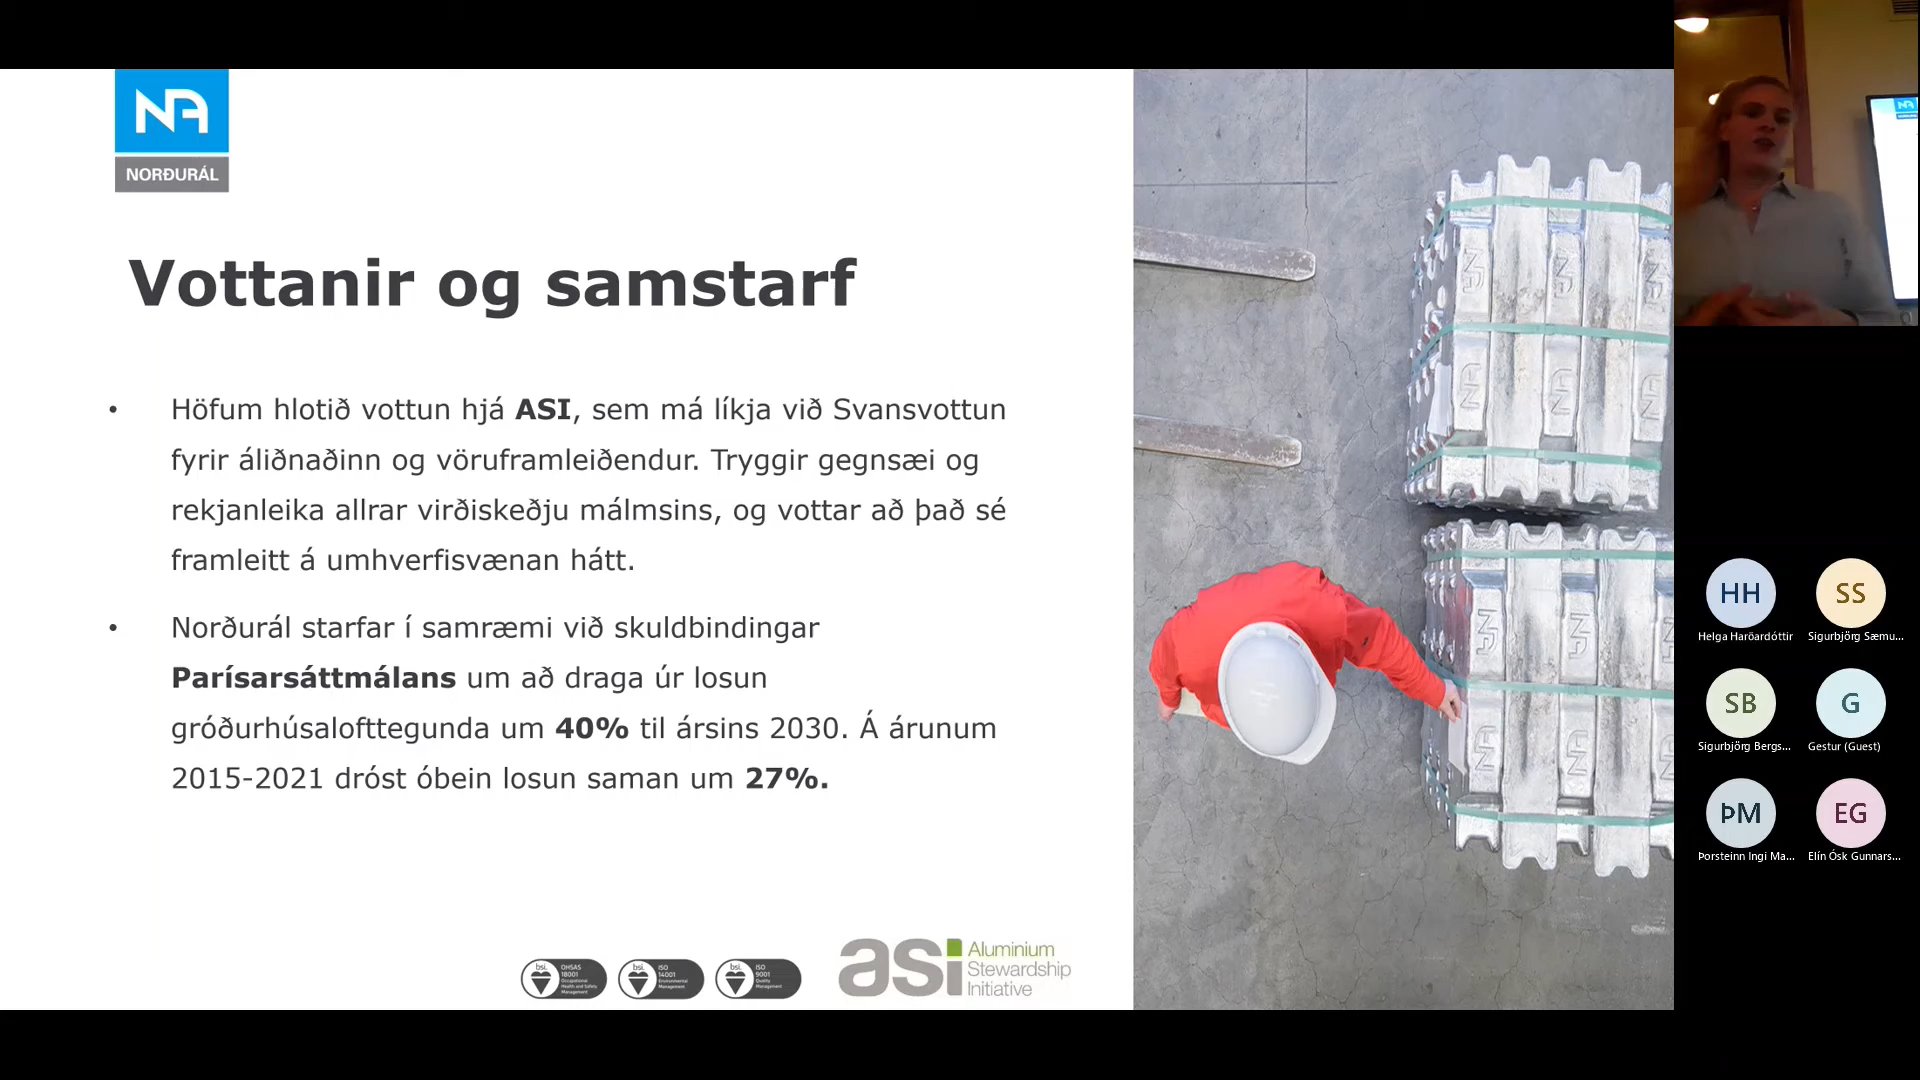 NA
NORÐURÁL
Vottanir og samstarf
• Höfum hlotið vottun hjá ASI, sem má líkja við Svansvottun
fyrir áliðnaðinn og vöruframleiðendur. Tryggir gegnsæi og
rekjanleika allrar virðiskeðju málmsins, og vottar að það sé
framleitt á umhverfisvænan hátt.
• Norðurál starfar í samræmi við skuldbindingar
Parísarsáttmálans um að draga úr losun
gróðurhúsalofttegunda um 40% til ársins 2030. Á árunum
2015-2021 dróst óbein losun saman um 27%.
bsi. OHSAS
18001
Occupational
Health and Safety
Management
bsi. ISO
14001
Environmental
Management
bsi. ISO
9001
Quality
Management
asi Aluminium
Stewardship
Initiative
HH
Helga Harðardóttir
SS
Sigurbjörg Sæmu...
SB
Sigurbjörg Bergs...
G
Gestur (Guest)
ÞM
Þorsteinn Ingi Ma...
EG
Elín Ósk Gunnars...